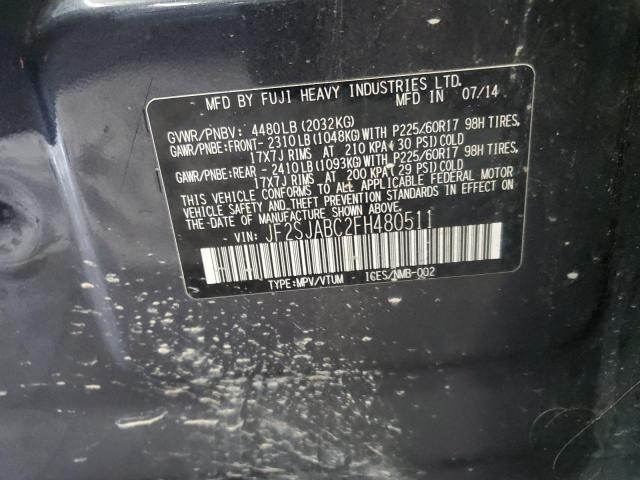 MFD BY FUJI HEAVY INDUSTRIES LTD.
MFD IN 07/14
GVWR/PNBV: 4480LB (2032KG)
GAWR/PNBE:FRONT- 2310LB (1048KG)WITH P225/60R17 98H TIRES,
17X7J RIMS AT 210 KPA( 30 PSI)COLD
GAWR/PNBE:REAR - 2410LB (1093KG)WITH P225/60R17 98H TIRES,
17X7J RIMS AT 200 KPA( 29 PSI)COLD
THIS VEHICLE CONFORMS TO ALL APPLICABLE FEDERAL MOTOR
VEHICLE SAFETY AND THEFT PREVENTION STANDARDS IN EFFECT ON
THE DATE OF MANUFACTURE SHOWN ABOVE.
VIN: JF2SJABC2FH480511
TYPE:MPV/VTUM 1GES/NMB-002